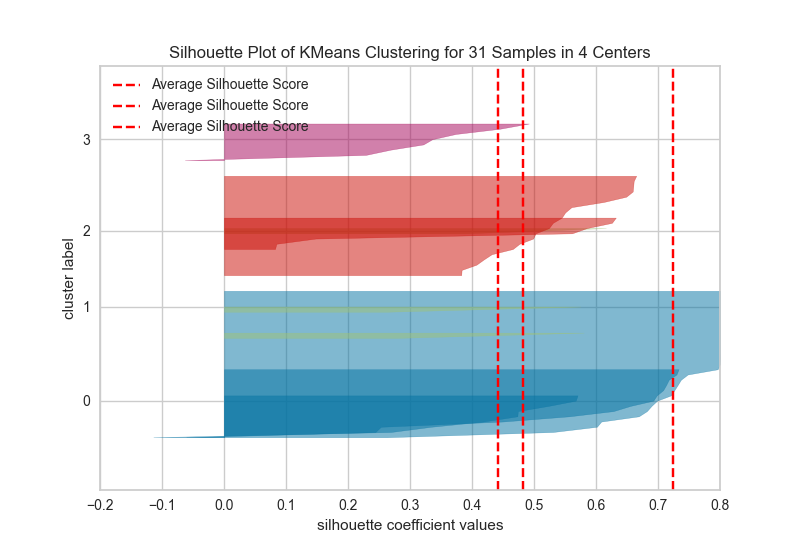 Silhouette Plot of KMeans Clustering for 31 Samples in 4 Centers
Average Silhouette Score
Average Silhouette Score
Average Silhouette Score
3
2
1
0
cluster label
−0.2 −0.1 0.0 0.1 0.2 0.3 0.4 0.5 0.6 0.7 0.8
silhouette coefficient values